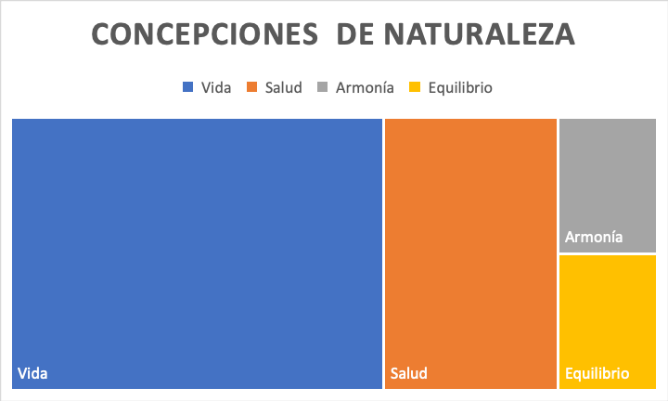 CONCEPCIONES DE NATURALEZA
Vida Salud Armonía Equilibrio
Armonía
Vida Salud Equilibrio